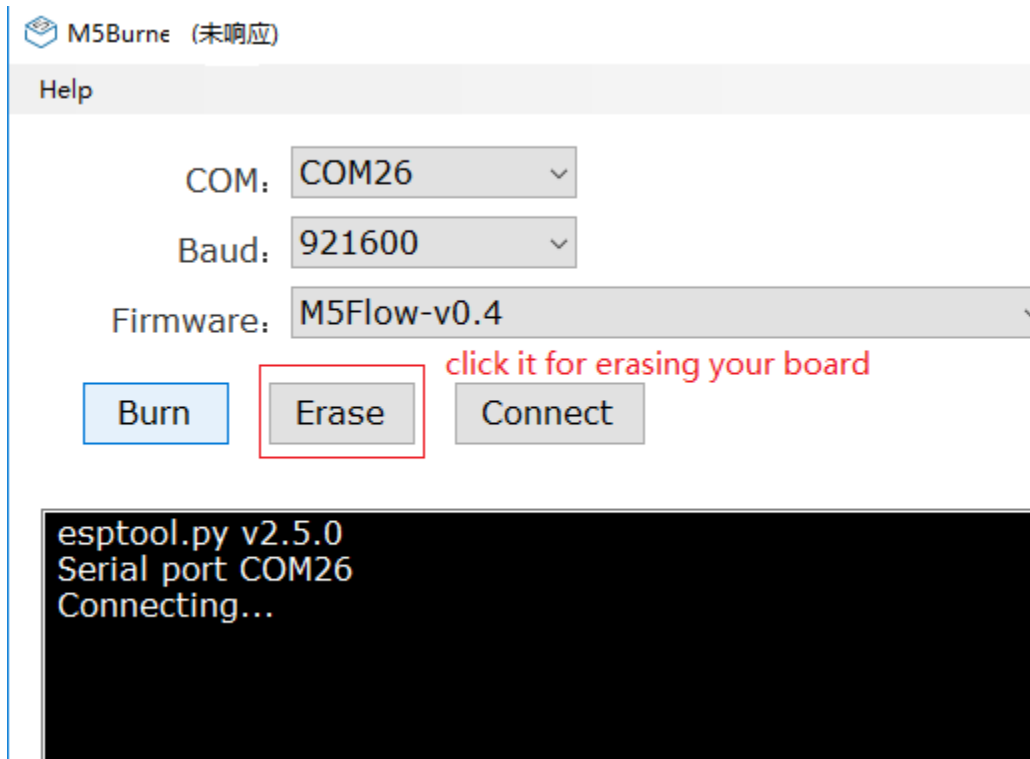 M5Burne (未响应)
Help
COM： COM26
Baud： 921600
Firmware： M5Flow-v0.4
click it for erasing your board
Burn Erase Connect
esptool.py v2.5.0
Serial port COM26
Connecting...